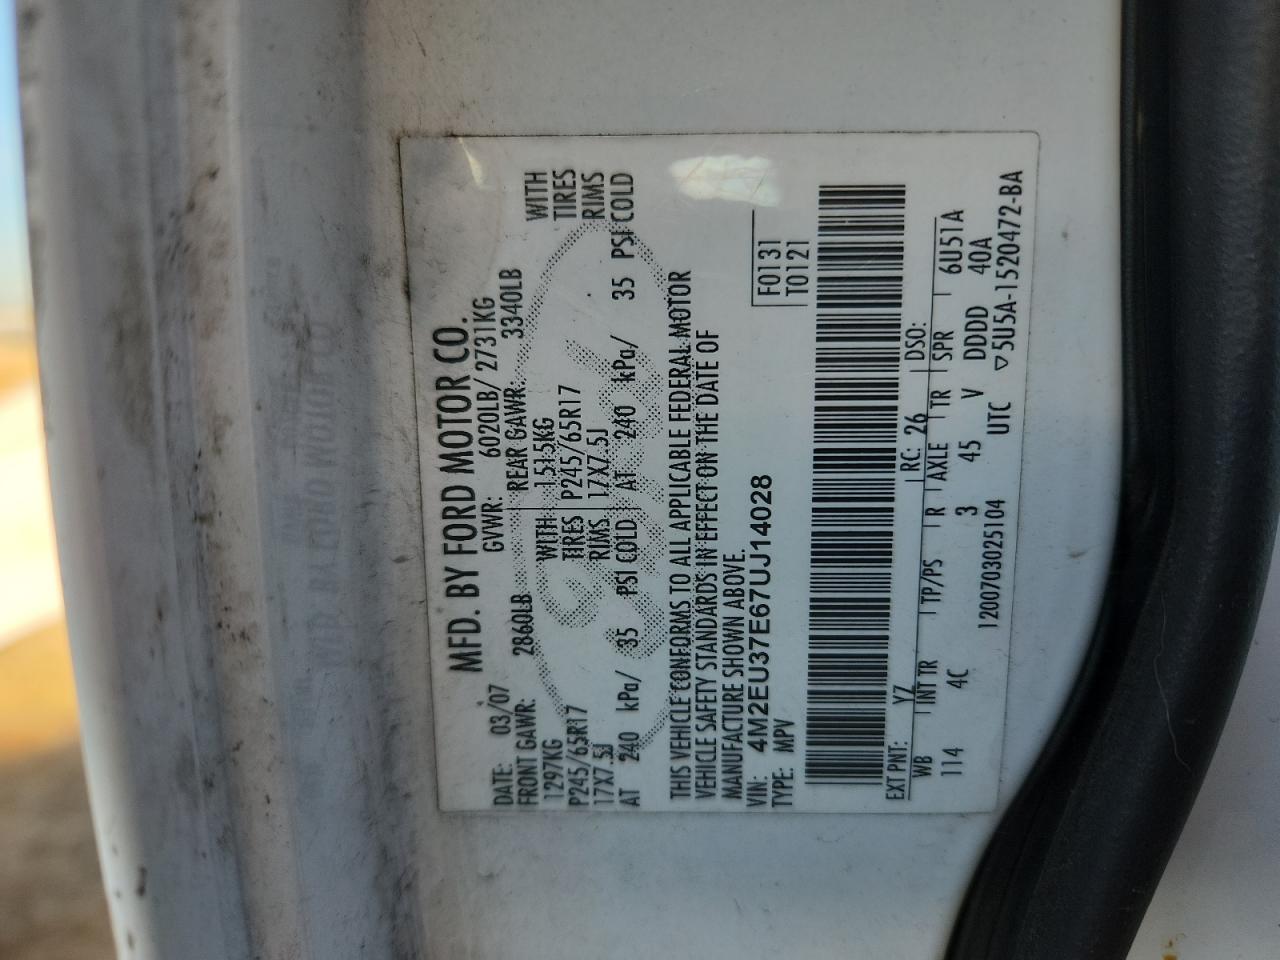 MFD. BY FORD MOTOR CO.
DATE: 03/07 GVWR: 6020LB/ 2731KG
FRONT GAWR: 2860LB REAR GAWR: 3340LB
1297KG WITH 1515KG WITH
P245/65R17 TIRES P245/65R17 TIRES
17X7.5J RIMS 17X7.5J RIMS
AT 240 kPa/ 35 PSI COLD AT 240 kPa/ 35 PSI COLD
THIS VEHICLE CONFORMS TO ALL APPLICABLE FEDERAL MOTOR
VEHICLE SAFETY STANDARDS IN EFFECT ON THE DATE OF
MANUFACTURE SHOWN ABOVE.
VIN: 4M2EU37E67UJ14028 F0131
TYPE: MPV T0121
EXT PNT: YZ RC: 26 DSO:
WB INT TR TP/PS R AXLE TR SPR 6U51A
114 4C 3 45 V DDDD 40A
1200703025104 UTC ▽5U5A-1520472-BA